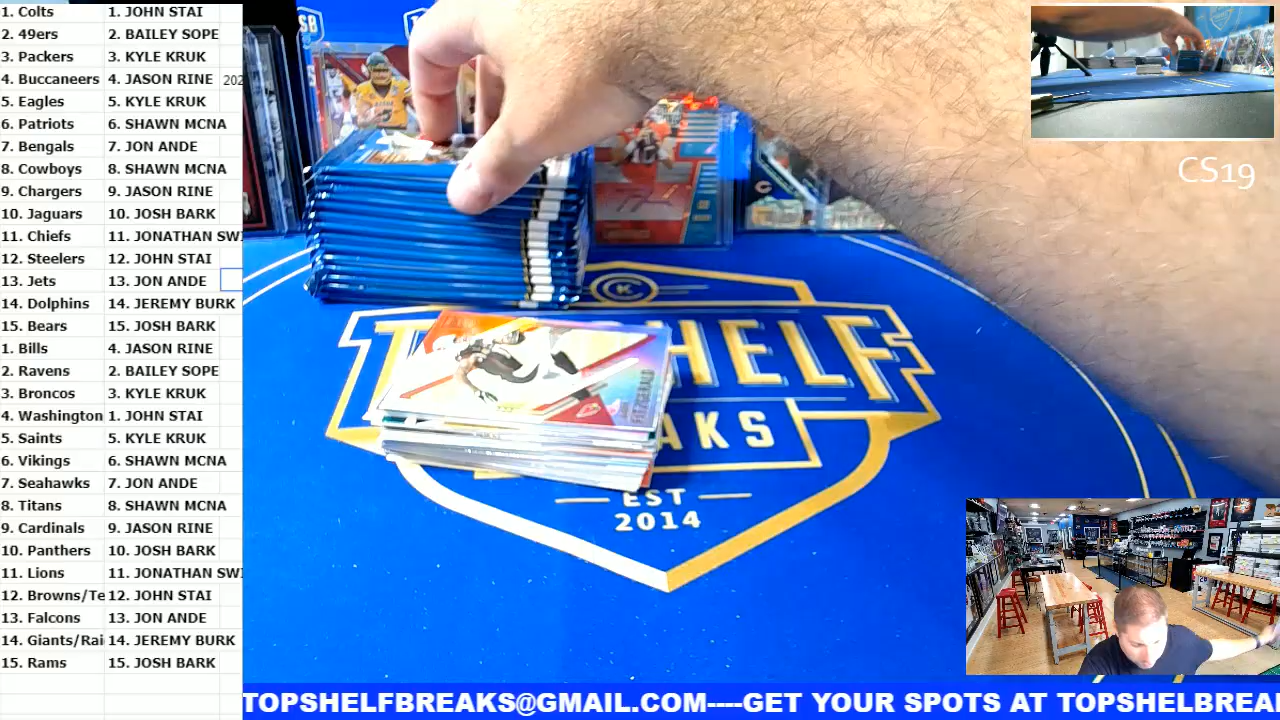 1. Colts 1. JOHN STAI
2. 49ers 2. BAILEY SOPE
3. Packers 3. KYLE KRUK
4. Buccaneers 4. JASON RINE 202
5. Eagles 5. KYLE KRUK
6. Patriots 6. SHAWN MCNA
7. Bengals 7. JON ANDE
8. Cowboys 8. SHAWN MCNA
9. Chargers 9. JASON RINE
10. Jaguars 10. JOSH BARK
11. Chiefs 11. JONATHAN SWI
12. Steelers 12. JOHN STAI
13. Jets 13. JON ANDE
14. Dolphins 14. JEREMY BURK
15. Bears 15. JOSH BARK
1. Bills 4. JASON RINE
2. Ravens 2. BAILEY SOPE
3. Broncos 3. KYLE KRUK
4. Washington 1. JOHN STAI
5. Saints 5. KYLE KRUK
6. Vikings 6. SHAWN MCNA
7. Seahawks 7. JON ANDE
8. Titans 8. SHAWN MCNA
9. Cardinals 9. JASON RINE
10. Panthers 10. JOSH BARK
11. Lions 11. JONATHAN SWI
12. Browns/Te 12. JOHN STAI
13. Falcons 13. JON ANDE
14. Giants/Rai 14. JEREMY BURK
15. Rams 15. JOSH BARK
CS19
EST
2014
TOPSHELFBREAKS@GMAIL.COM----GET YOUR SPOTS AT TOPSHELBREA